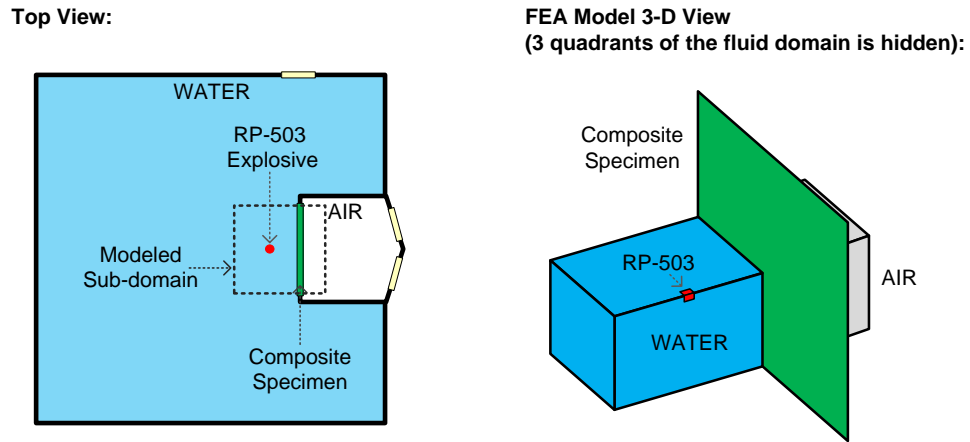 Top View:
WATER
RP-503
Explosive
AIR
Modeled
Sub-domain
Composite
Specimen
FEA Model 3-D View
(3 quadrants of the fluid domain is hidden):
Composite
Specimen
RP-503
AIR
WATER